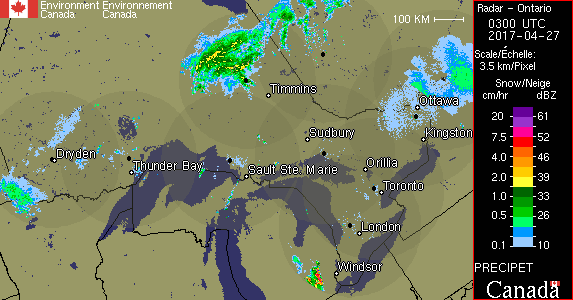 Environment Environnement
Canada Canada
100 KM
Timmins
Ottawa
Sudbury
Kingston
Dryden
Thunder Bay
Sault Ste. Marie
Orillia
Toronto
London
Windsor
Radar - Ontario
0300 UTC
2017-04-27
Scale/Échelle:
3.5 km/Pixel
Snow/Neige
cm/hr dBZ
20 61
7.5 52
4.0 46
2.0 39
1.0 33
0.5 26
0.1 10
PRECIPET
Canada